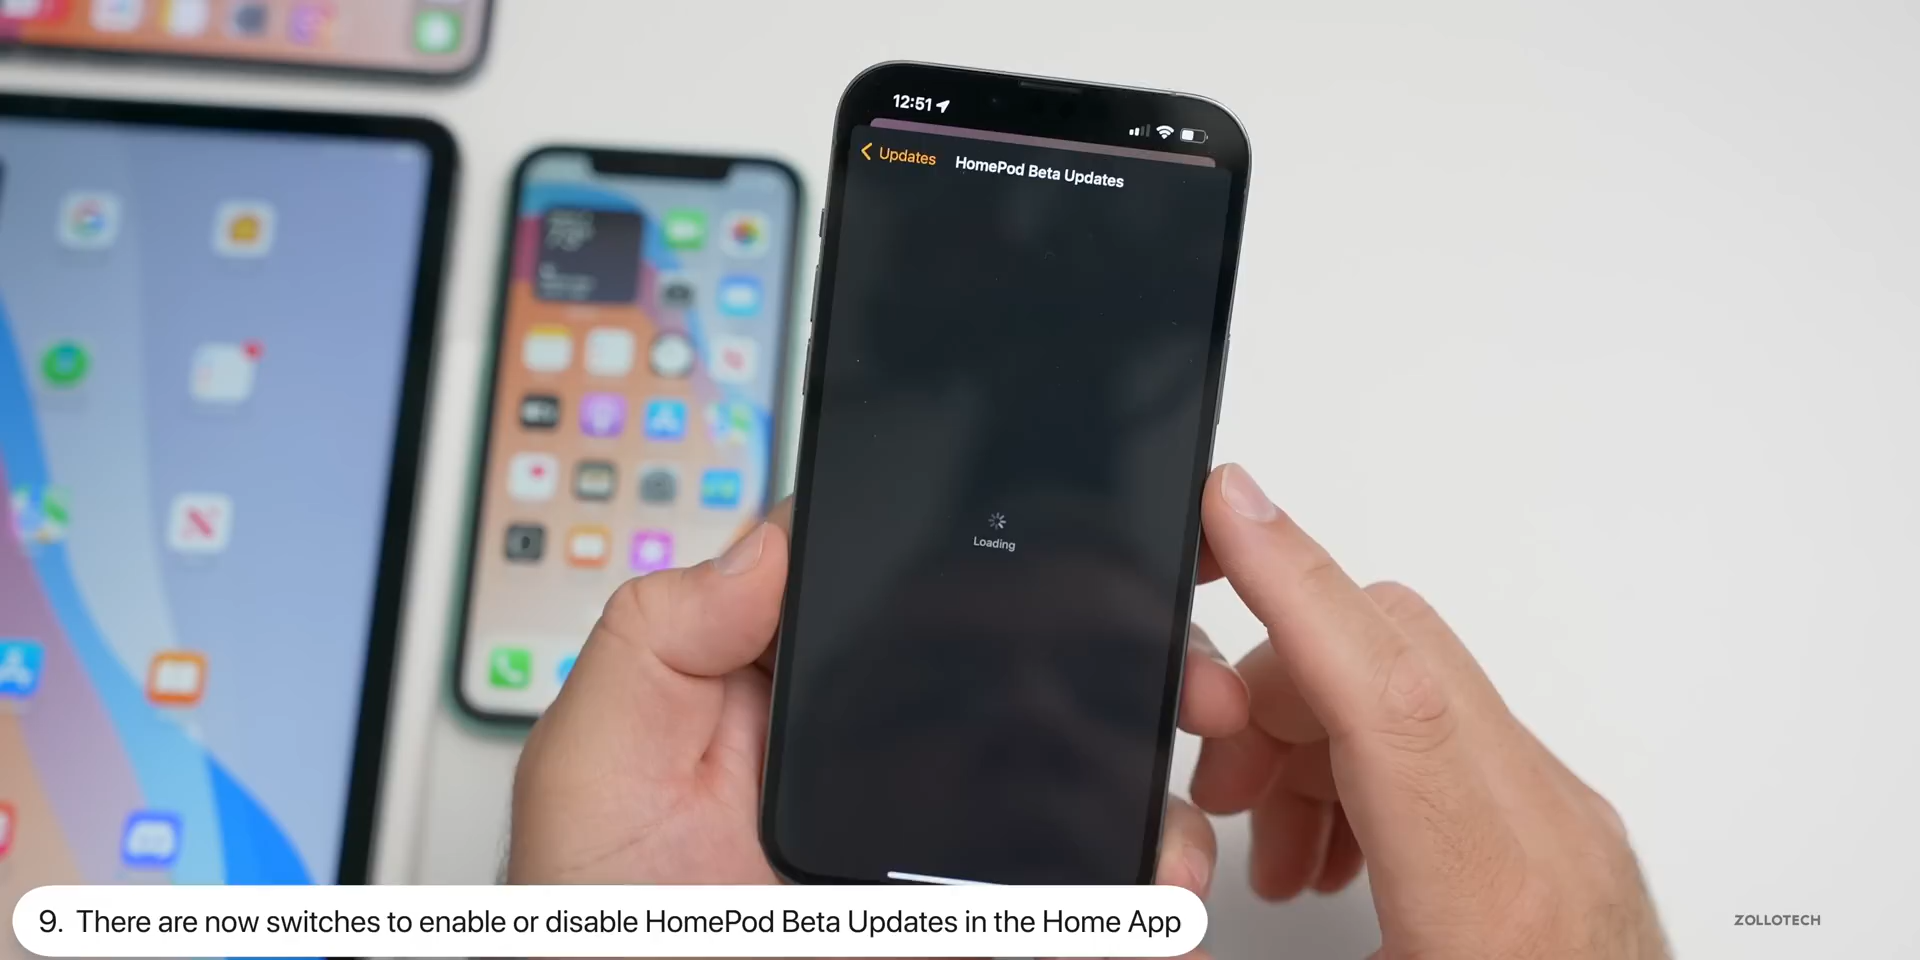 12:51
Updates
HomePod Beta Updates
Loading
9. There are now switches to enable or disable HomePod Beta Updates in the Home App
ZOLLOTECH